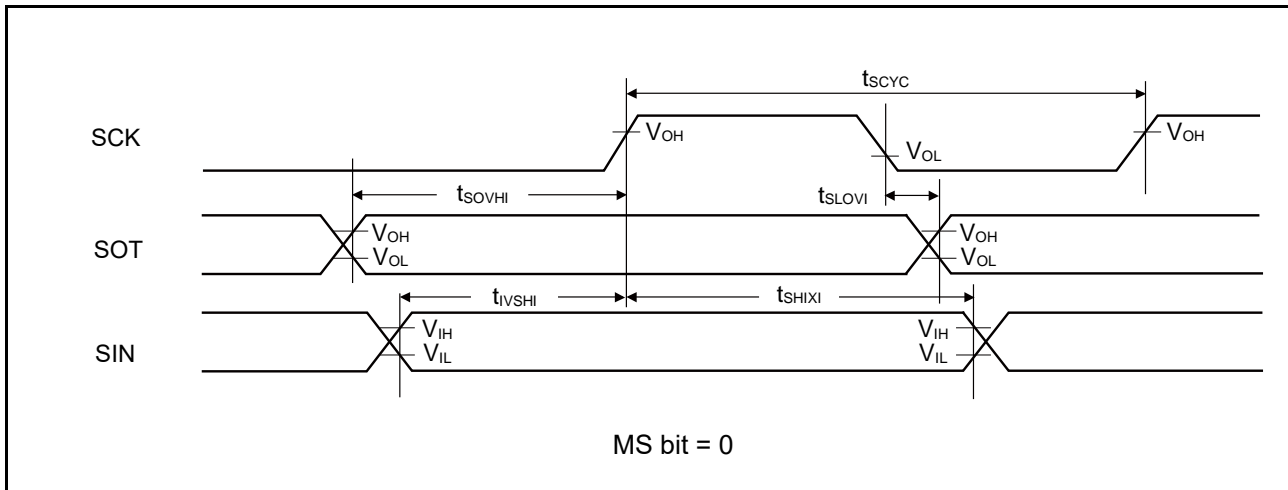 tSCYC
SCK
VOH
VOL
VOH
tSOVHI
tSLOVI
SOT
VOH
VOL
VOH
VOL
tIVSHI
tSHIXI
SIN
VIH
VIL
VIH
VIL
MS bit = 0